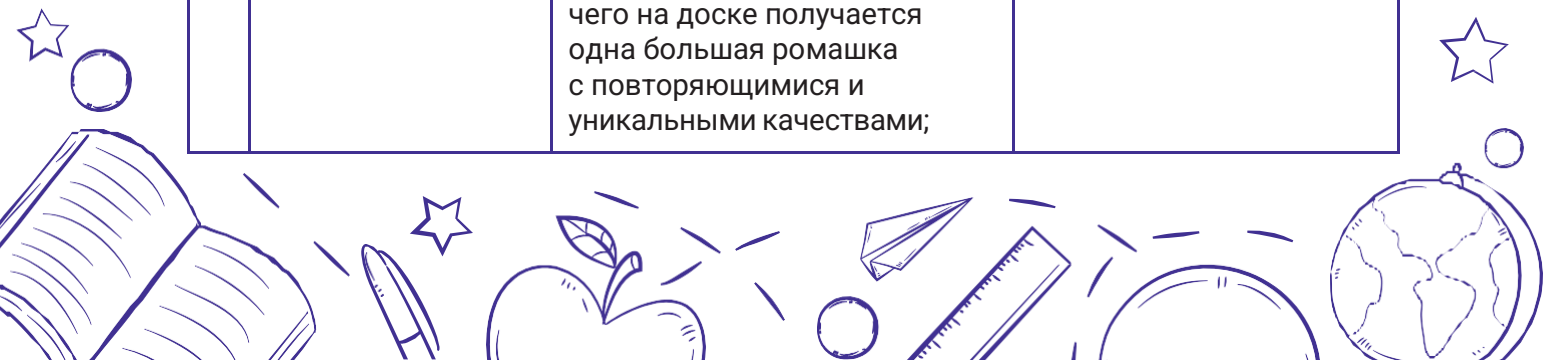 чего на доске получается
одна большая ромашка
с повторяющимися и
уникальными качествами;